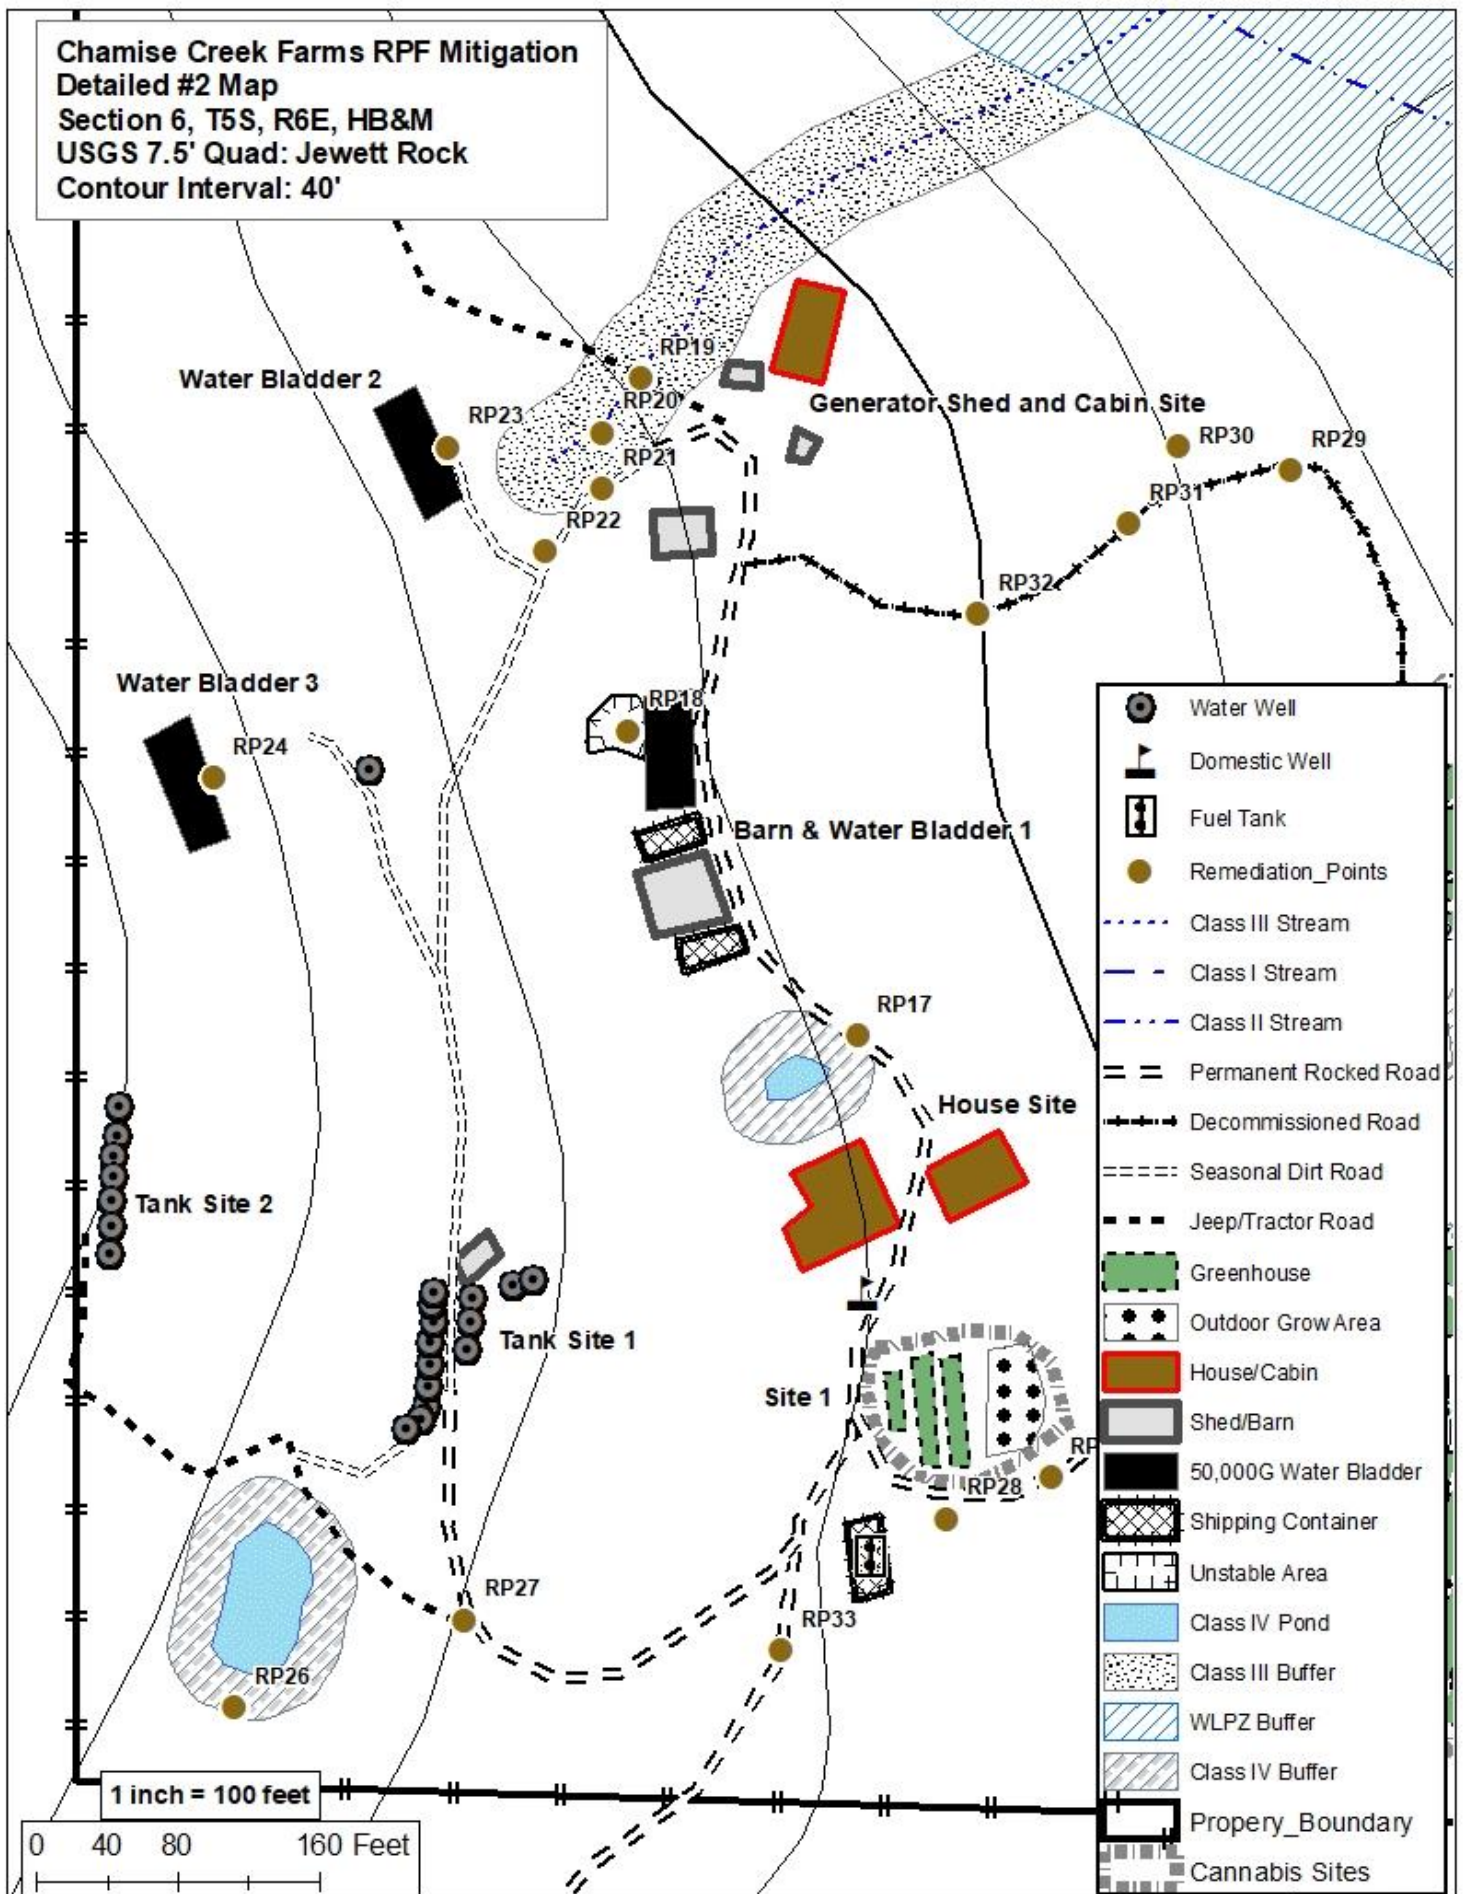 Chamise Creek Farms RPF Mitigation
Detailed #2 Map
Section 6, T5S, R6E, HB&M
USGS 7.5' Quad: Jewett Rock
Contour Interval: 40'
RP19
Water Bladder 2
RP20
Generator Shed and Cabin Site
RP23
RP30
RP29
RP21
RP31
RP22
RP32
Water Bladder 3
RP18
RP24
Barn & Water Bladder 1
RP17
House Site
Tank Site 2
Tank Site 1
Site 1
RP
RP28
RP27
RP33
RP26
Water Well
Domestic Well
Fuel Tank
Remediation_Points
Class III Stream
Class I Stream
Class II Stream
Permanent Rocked Road
Decommissioned Road
Seasonal Dirt Road
Jeep/Tractor Road
Greenhouse
Outdoor Grow Area
House/Cabin
Shed/Barn
50,000G Water Bladder
Shipping Container
Unstable Area
Class IV Pond
Class III Buffer
WLPZ Buffer
Class IV Buffer
Propery_Boundary
Cannabis Sites
1 inch = 100 feet
0 40 80 160 Feet